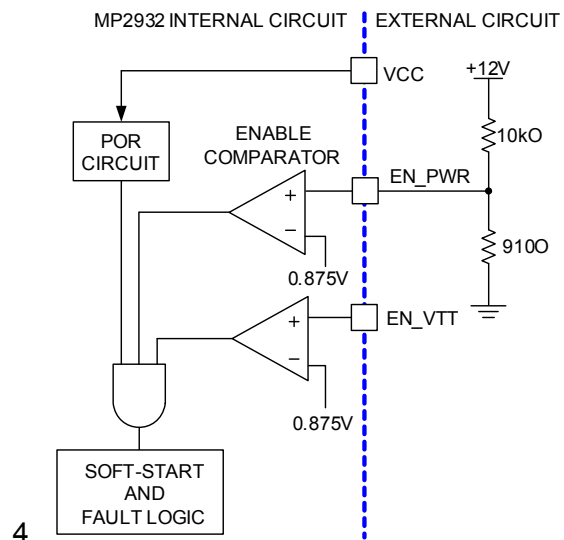 MP2932 INTERNAL CIRCUIT
EXTERNAL CIRCUIT
VCC
+12V
10kO
POR
CIRCUIT
ENABLE
COMPARATOR
EN_PWR
+
−
0.875V
910O
EN_VTT
+
−
0.875V
SOFT-START
AND
FAULT LOGIC
4